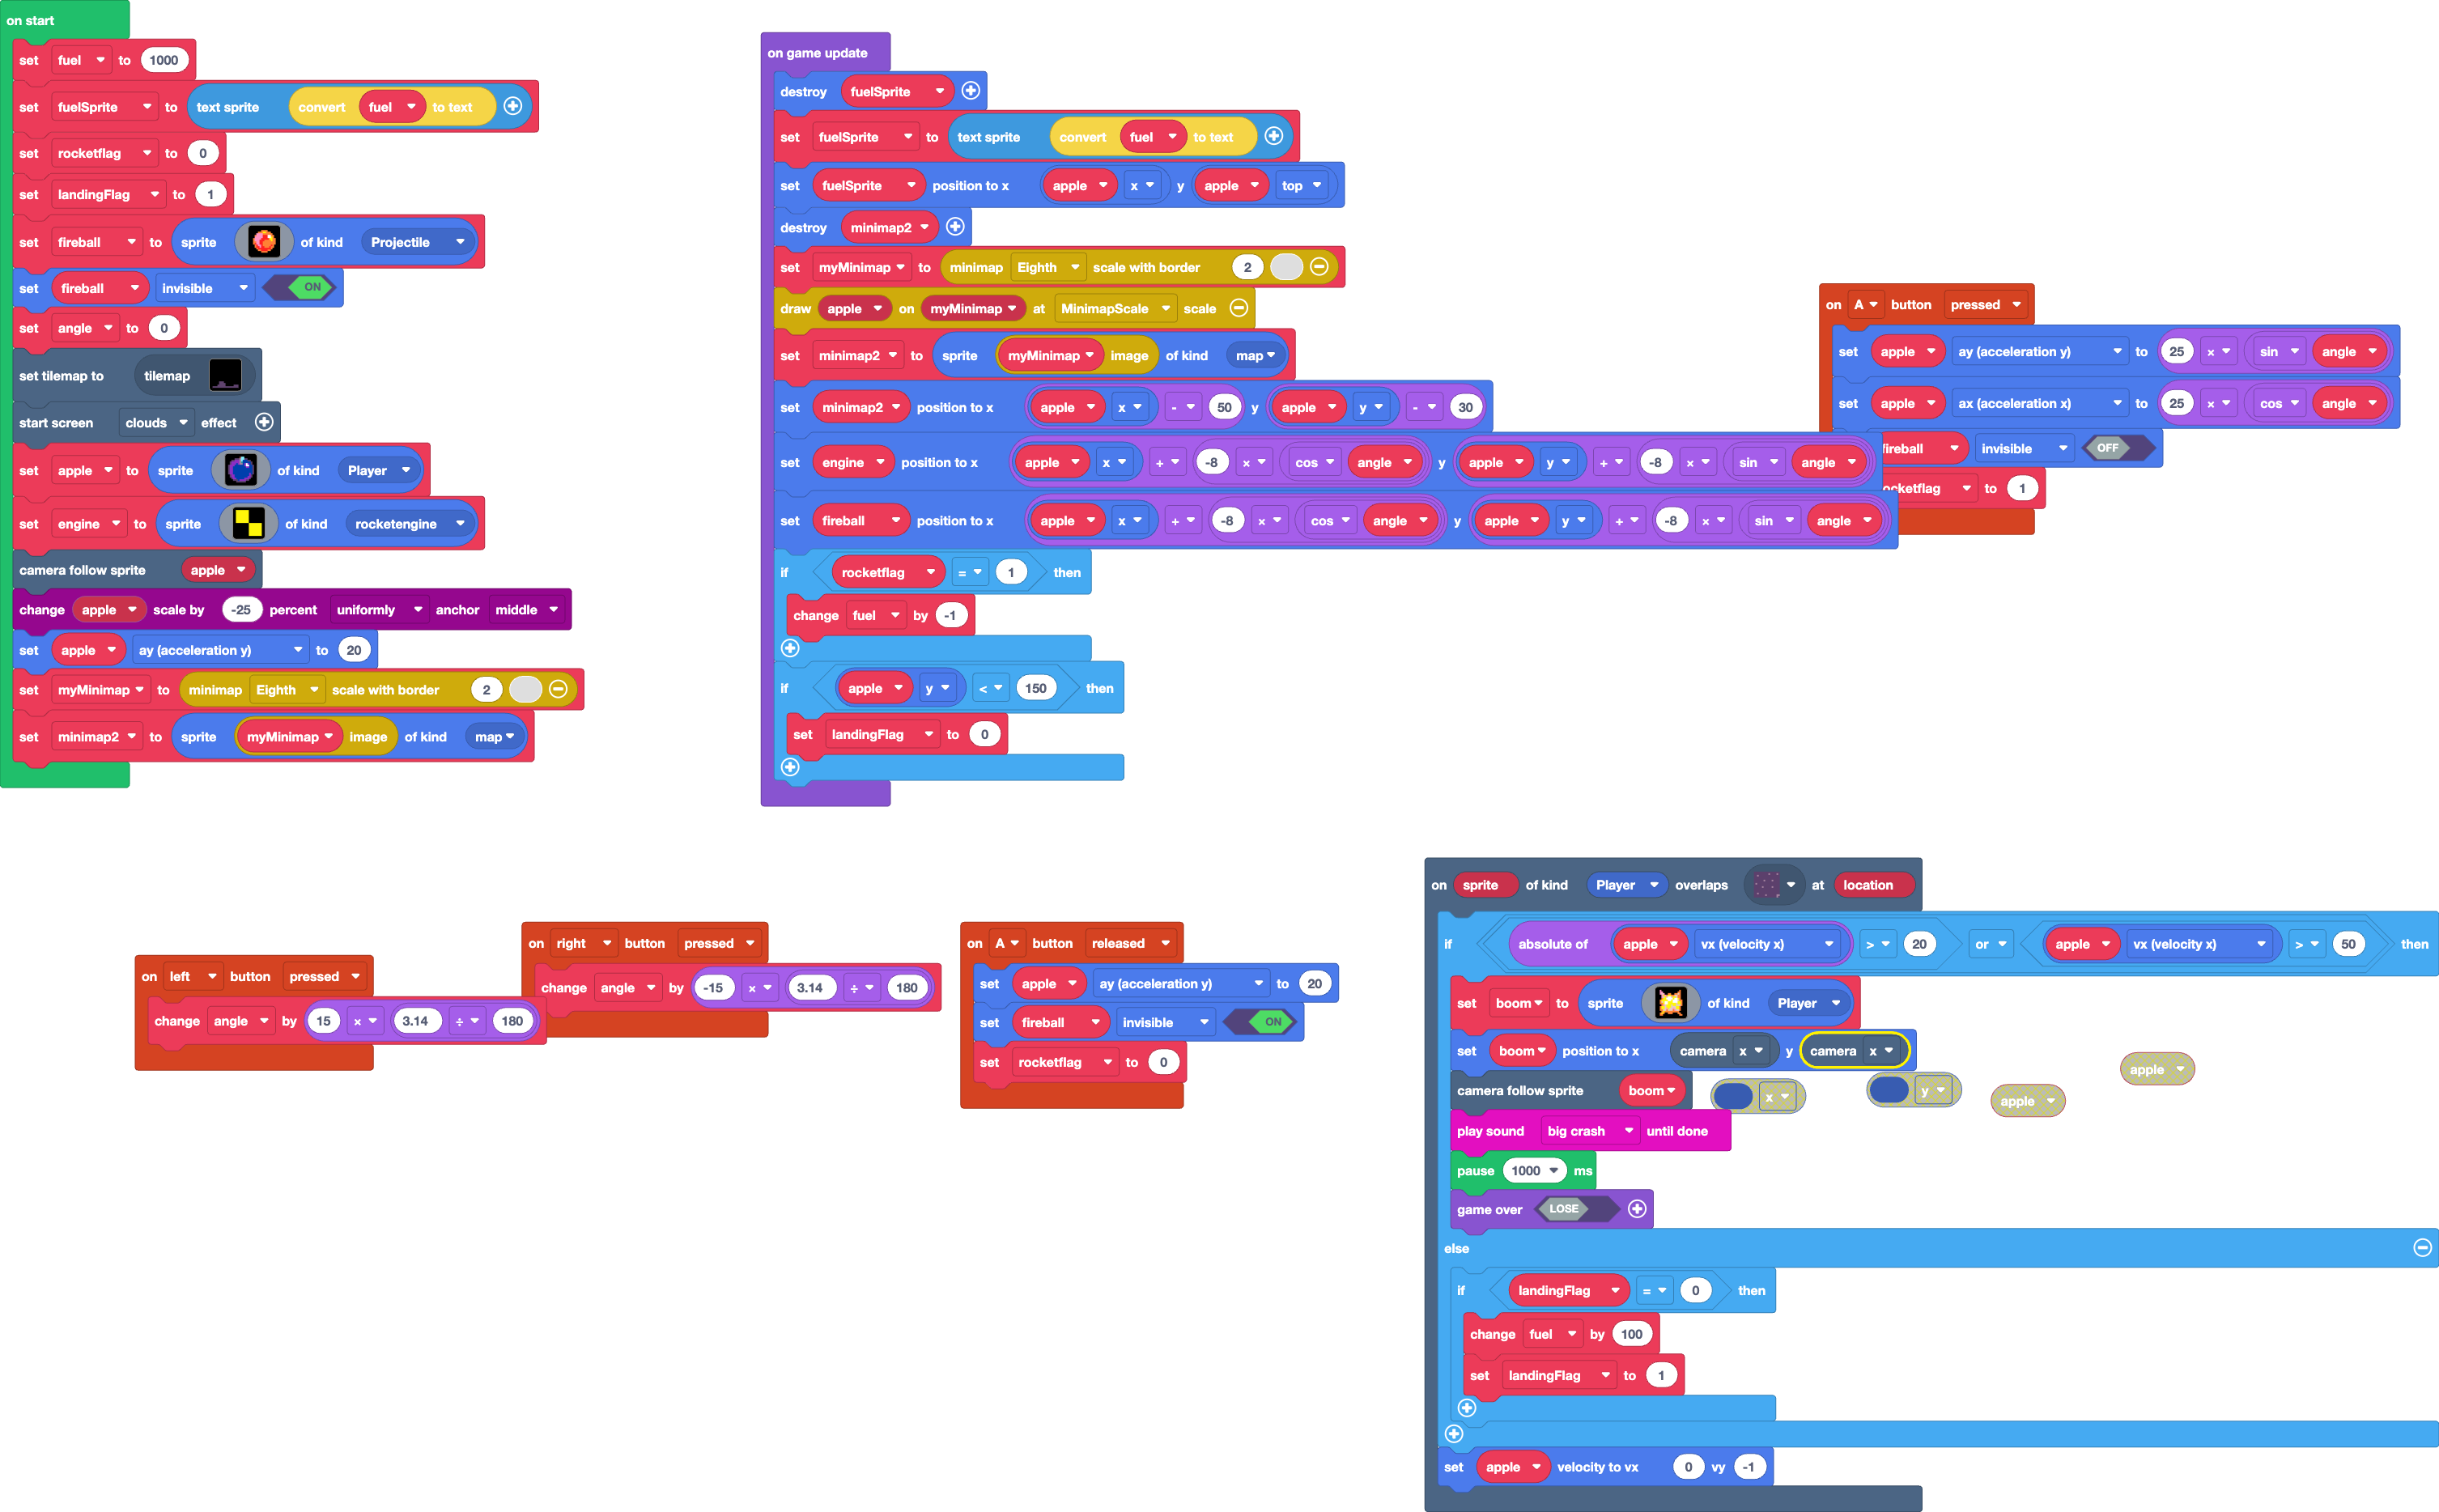 on start
set fuel to 1000
set fuelSprite to text sprite convert fuel to text
set rocketflag to 0
set landingFlag to 1
set fireball to sprite of kind Projectile
set fireball invisible ON
set angle to 0
set tilemap to tilemap
start screen clouds effect
set apple to sprite of kind Player
set engine to sprite of kind rocketengine
camera follow sprite apple
change apple scale by -25 percent uniformly anchor middle
set apple ay (acceleration y) to 20
set myMinimap to minimap Eighth scale with border 2
set minimap2 to sprite myMinimap image of kind map
on game update
destroy fuelSprite
set fuelSprite to text sprite convert fuel to text
set fuelSprite position to x apple x y apple top
destroy minimap2
set myMinimap to minimap Eighth scale with border 2
draw apple on myMinimap at MinimapScale scale
set minimap2 to sprite myMinimap image of kind map
set minimap2 position to x apple x - 50 y apple y - 30
set engine position to x apple x + -8 × cos angle y apple y + -8 × sin angle
set fireball position to x apple x + -8 × cos angle y apple y + -8 × sin angle
if rocketflag = 1 then
change fuel by -1
if apple y < 150 then
set landingFlag to 0
on A button pressed
set apple ay (acceleration y) to 25 × sin angle
set apple ax (acceleration x) to 25 × cos angle
fireball invisible OFF
ocketflag to 1
on left button pressed
change angle by 15 × 3.14 ÷ 180
on right button pressed
change angle by -15 × 3.14 ÷ 180
on A button released
set apple ay (acceleration y) to 20
set fireball invisible ON
set rocketflag to 0
on sprite of kind Player overlaps at location
if absolute of apple vx (velocity x) > 20 or apple vx (velocity x) > 50 then
set boom to sprite of kind Player
set boom position to x camera x y camera x
camera follow sprite boom
x
y
apple
apple
play sound big crash until done
pause 1000 ms
game over LOSE
else
if landingFlag = 0 then
change fuel by 100
set landingFlag to 1
set apple velocity to vx 0 vy -1